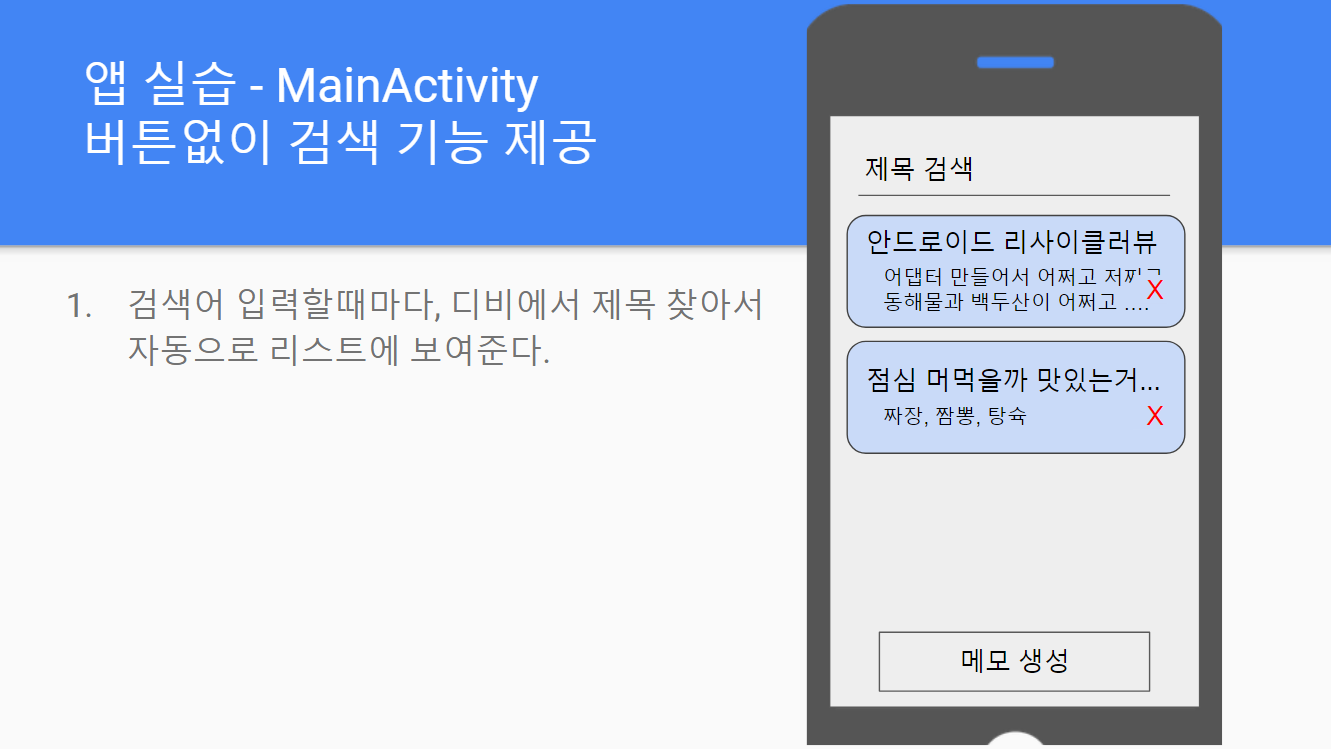 앱 실습 - MainActivity
버튼없이 검색 기능 제공
1. 검색어 입력할때마다, 디비에서 제목 찾아서
자동으로 리스트에 보여준다.
제목 검색
안드로이드 리사이클러뷰
어댑터 만들어서 어쩌고
동해물과 백두산이 어쩌고 ....
X
점심 머먹을까 맛있는거...
짜장, 짬뽕, 탕슉
X
메모 생성